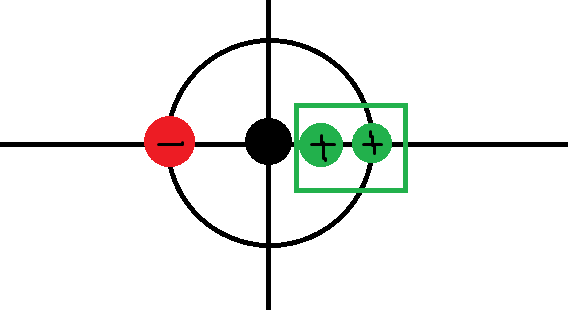 − + +